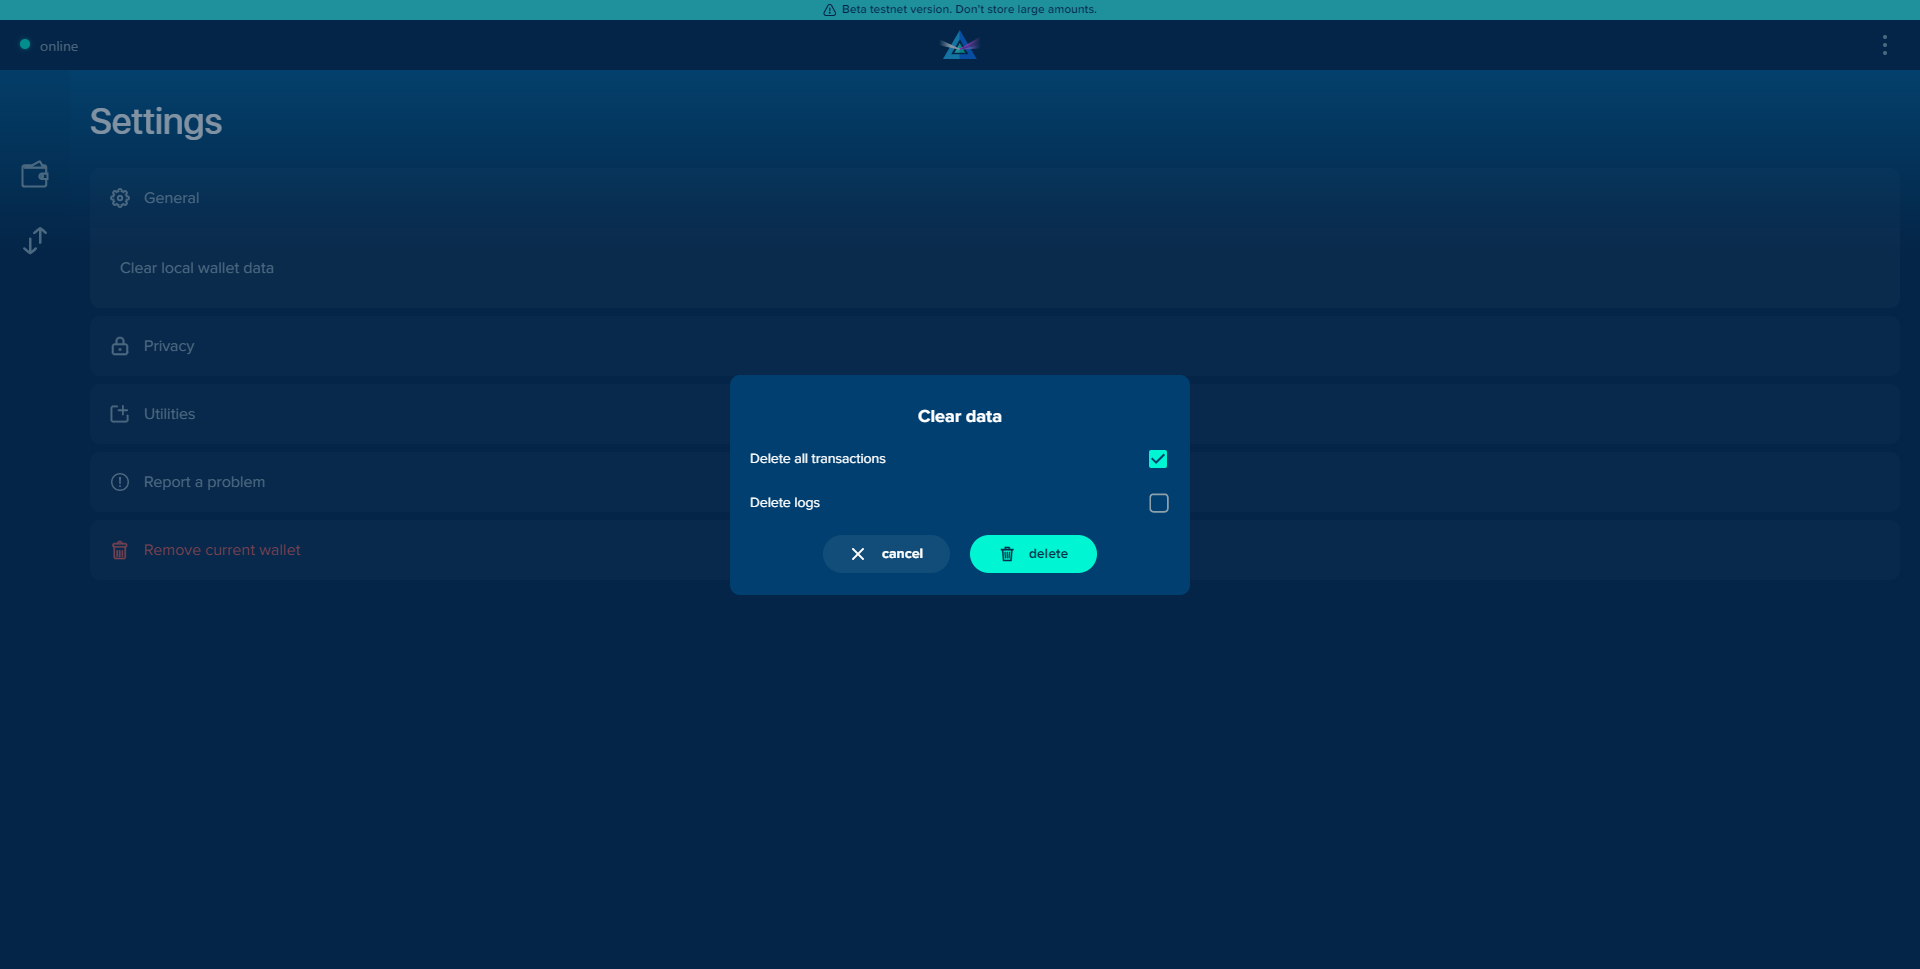 Beta testnet version. Don't store large amounts.
online
Settings
General
Clear local wallet data
Privacy
Utilities
Report a problem
Remove current wallet
Clear data
Delete all transactions
Delete logs
cancel
delete